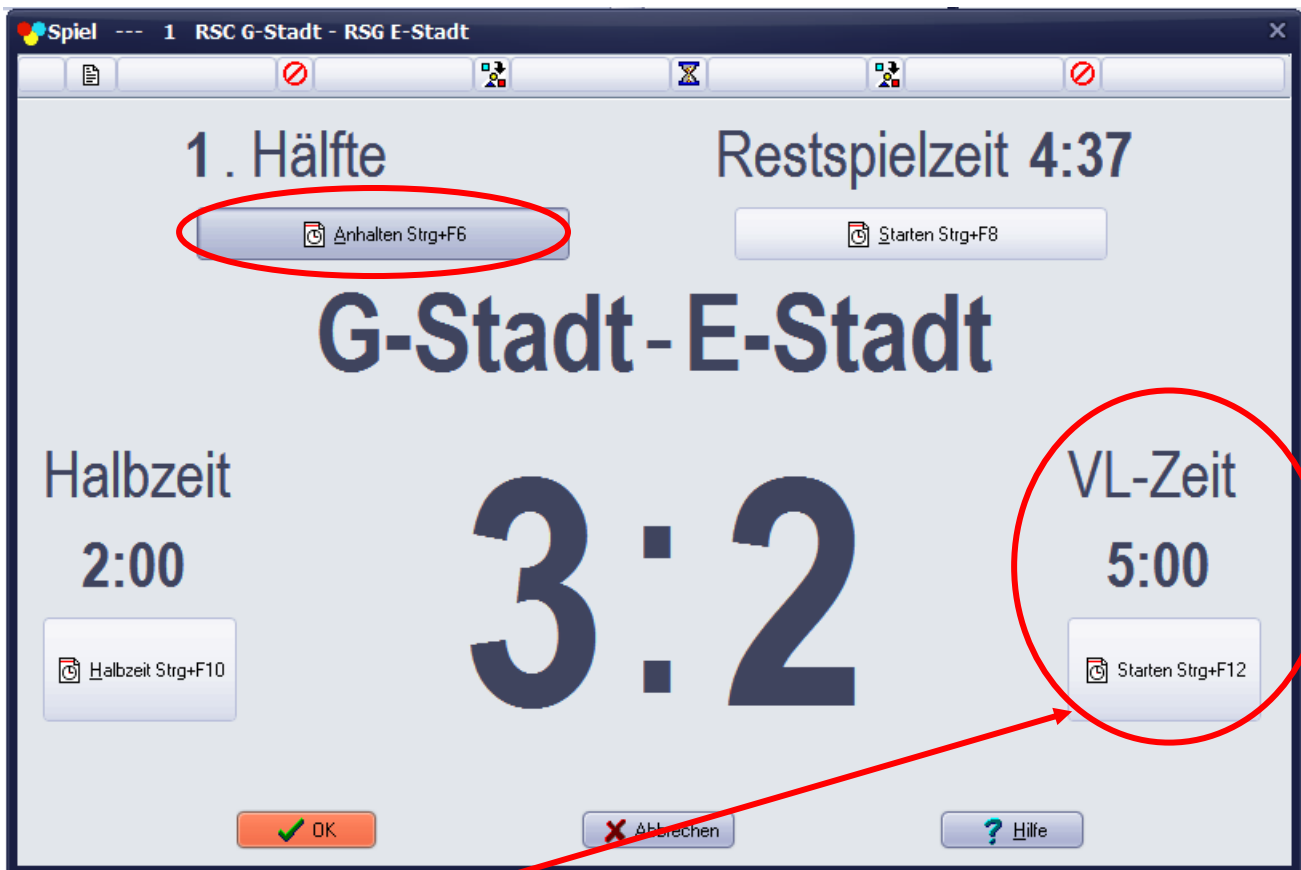 Spiel --- 1 RSC G-Stadt - RSG E-Stadt
1. Hälfte
Restspielzeit 4:37
Anhalten Strg+F6
Starten Strg+F8
G-Stadt - E-Stadt
Halbzeit
2:00
Halbzeit Strg+F10
3:2
VL-Zeit
5:00
Starten Strg+F12
OK
Abbrechen
Hilfe